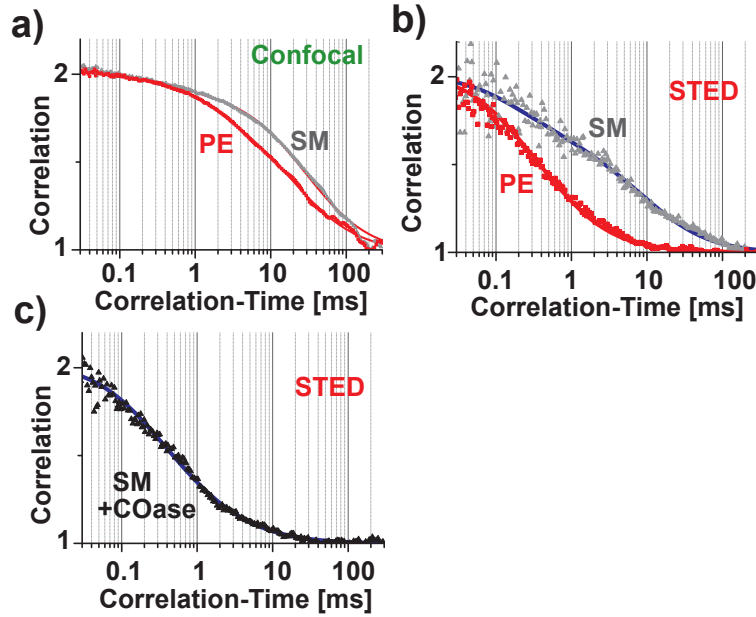 a)
Confocal
2
PE
SM
1
Correlation
0.1 1 10 100
Correlation-Time [ms]
b)
STED
2
SM
PE
1
Correlation
0.1 1 10 100
Correlation-Time [ms]
c)
STED
2
SM
+COase
1
Correlation
0.1 1 10 100
Correlation-Time [ms]